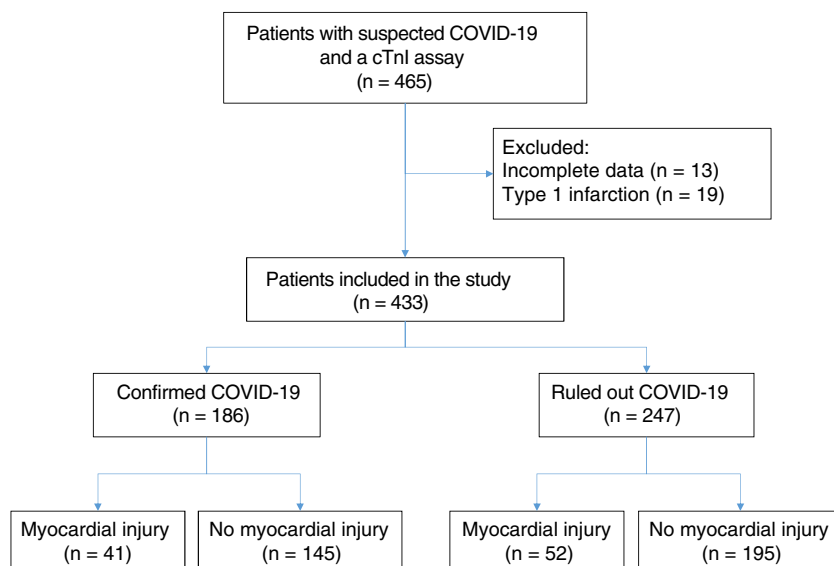 Patients with suspected COVID-19
and a cTnI assay
(n = 465)
Excluded:
Incomplete data (n = 13)
Type 1 infarction (n = 19)
Patients included in the study
(n = 433)
Confirmed COVID-19
(n = 186)
Ruled out COVID-19
(n = 247)
Myocardial injury
(n = 41)
No myocardial injury
(n = 145)
Myocardial injury
(n = 52)
No myocardial injury
(n = 195)